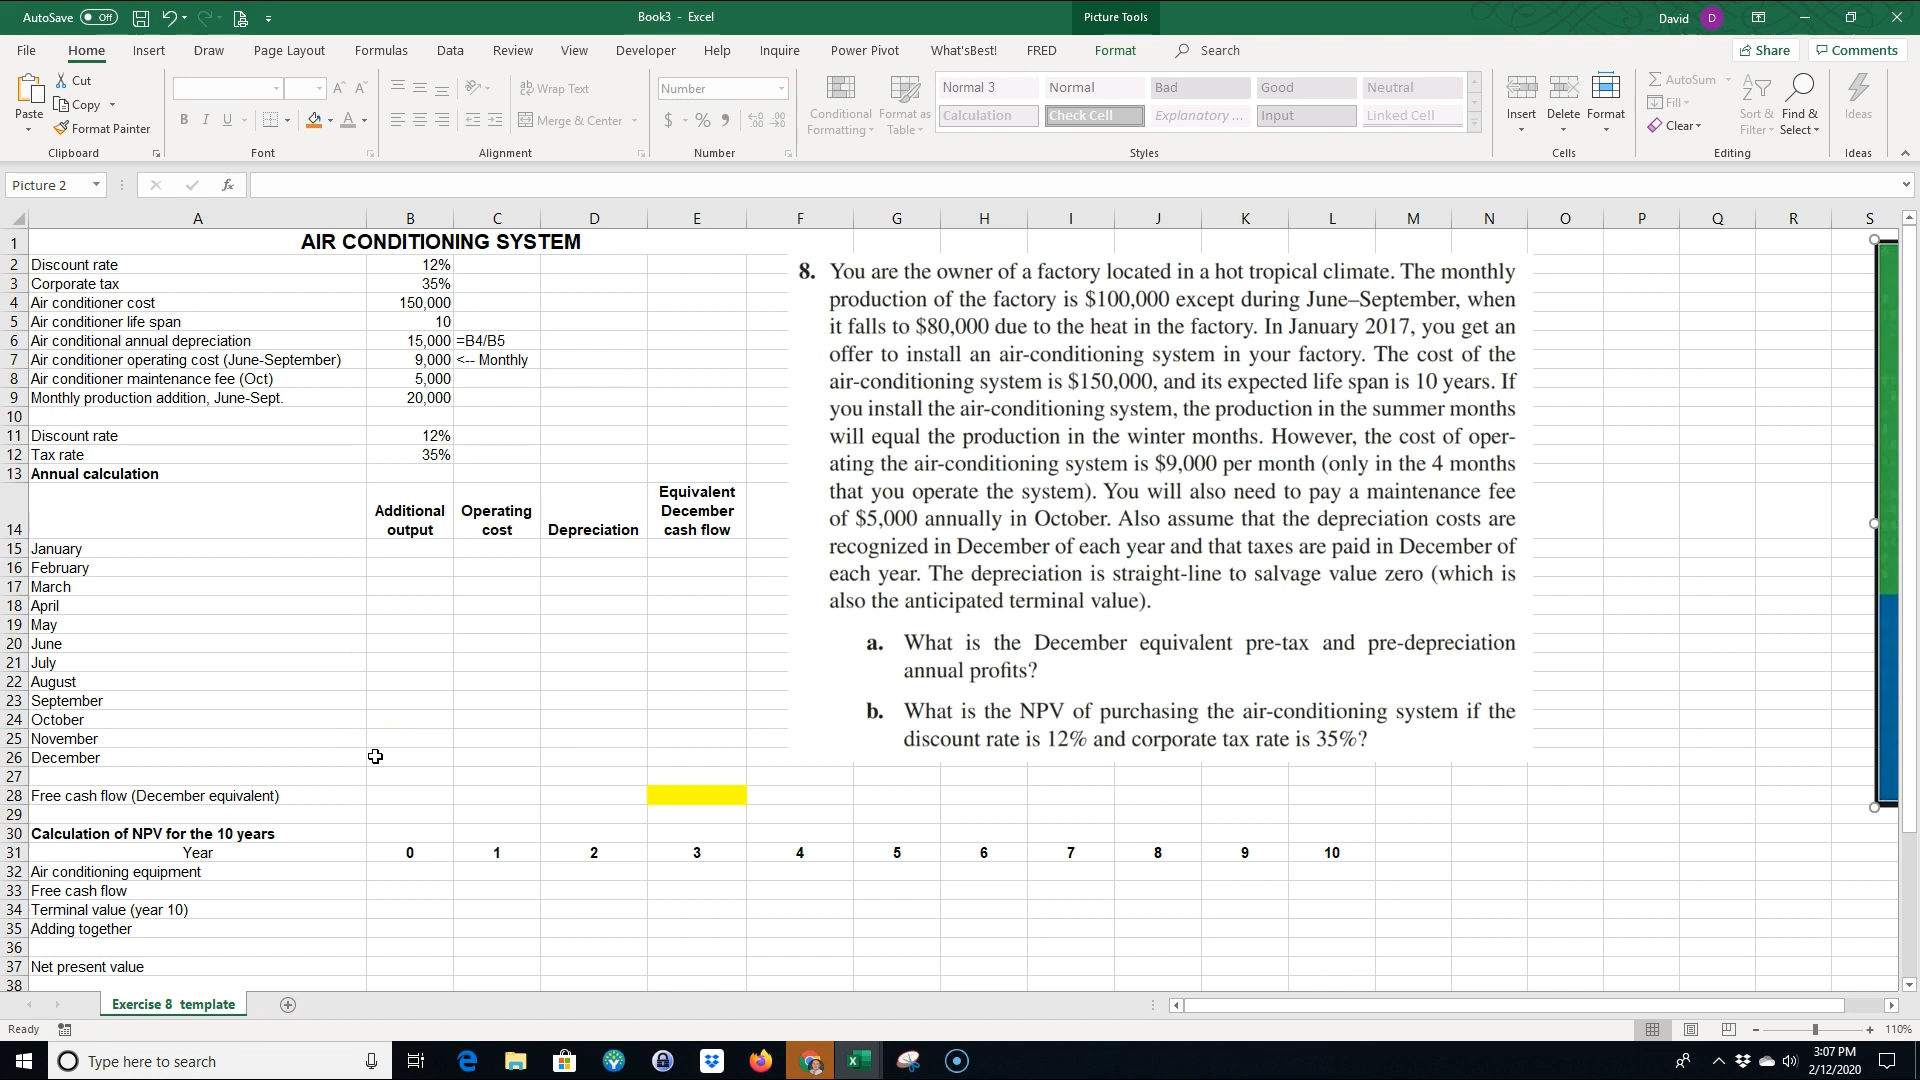 AutoSave Off
Book3 - Excel
Picture Tools
David D
File Home Insert Draw Page Layout Formulas Data Review View Developer Help Inquire Power Pivot What'sBest! FRED Format Search
Share Comments
Paste
Cut
Copy
Format Painter
Clipboard
B I U
Font
Wrap Text
Merge & Center
Alignment
Number
$ % 9
Number
Conditional Formatting
Format as Table
Normal 3 Normal Bad Good Neutral
Calculation Check Cell Explanatory ... Input Linked Cell
Styles
Insert Delete Format
Cells
AutoSum
Fill
Clear
Sort & Filter
Find & Select
Editing
Ideas
Ideas
Picture 2
fx
A B C D E F G H I J K L M N O P Q R S
1 AIR CONDITIONING SYSTEM
2 Discount rate 12%
3 Corporate tax 35%
4 Air conditioner cost 150,000
5 Air conditioner life span 10
6 Air conditional annual depreciation 15,000 =B4/B5
7 Air conditioner operating cost (June-September) 9,000 <-- Monthly
8 Air conditioner maintenance fee (Oct) 5,000
9 Monthly production addition, June-Sept. 20,000
10
11 Discount rate 12%
12 Tax rate 35%
13 Annual calculation
14 Additional output Operating cost Depreciation Equivalent December cash flow
15 January
16 February
17 March
18 April
19 May
20 June
21 July
22 August
23 September
24 October
25 November
26 December
27
28 Free cash flow (December equivalent)
29
30 Calculation of NPV for the 10 years
31 Year 0 1 2 3 4 5 6 7 8 9 10
32 Air conditioning equipment
33 Free cash flow
34 Terminal value (year 10)
35 Adding together
36
37 Net present value
38
8. You are the owner of a factory located in a hot tropical climate. The monthly
production of the factory is $100,000 except during June–September, when
it falls to $80,000 due to the heat in the factory. In January 2017, you get an
offer to install an air-conditioning system in your factory. The cost of the
air-conditioning system is $150,000, and its expected life span is 10 years. If
you install the air-conditioning system, the production in the summer months
will equal the production in the winter months. However, the cost of oper-
ating the air-conditioning system is $9,000 per month (only in the 4 months
that you operate the system). You will also need to pay a maintenance fee
of $5,000 annually in October. Also assume that the depreciation costs are
recognized in December of each year and that taxes are paid in December of
each year. The depreciation is straight-line to salvage value zero (which is
also the anticipated terminal value).
a. What is the December equivalent pre-tax and pre-depreciation
annual profits?
b. What is the NPV of purchasing the air-conditioning system if the
discount rate is 12% and corporate tax rate is 35%?
Exercise 8 template
Ready
110%
Type here to search
3:07 PM
2/12/2020